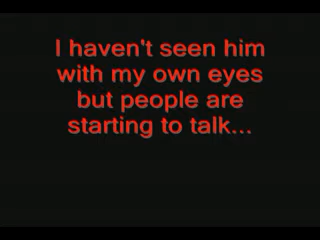 I haven't seen him
with my own eyes
but people are
starting to talk...